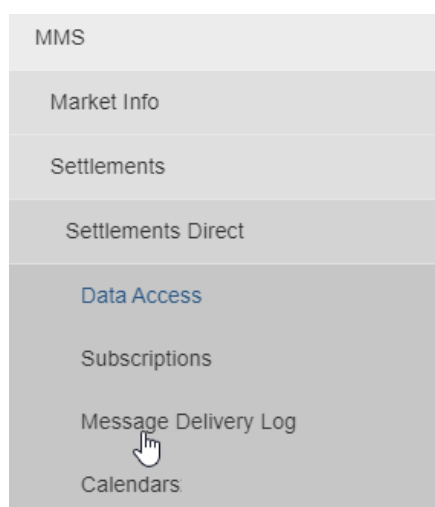 MMS
Market Info
Settlements
Settlements Direct
Data Access
Subscriptions
Message Delivery Log
Calendars